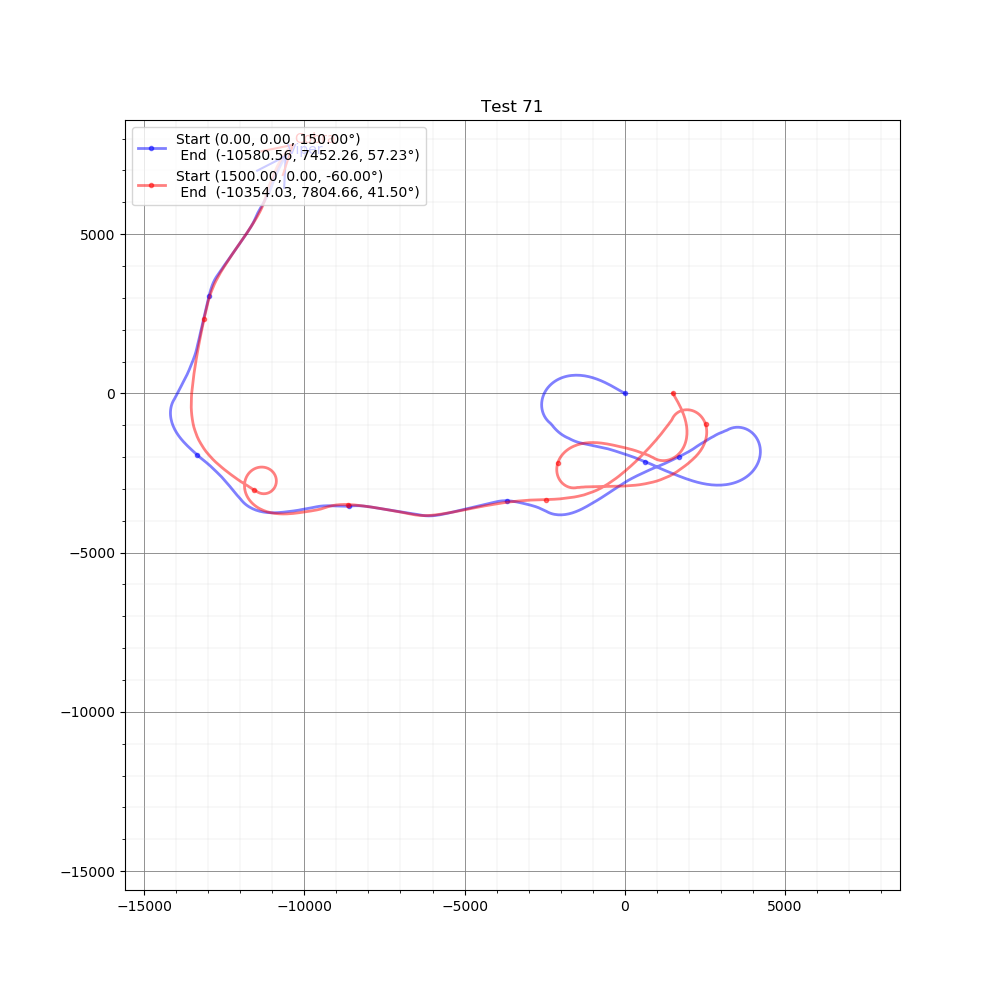 Test 71
Start (0.00, 0.00, 150.00°)
End  (-10580.56, 7452.26, 57.23°)
Start (1500.00, 0.00, -60.00°)
End  (-10354.03, 7804.66, 41.50°)
5000
0
−5000
−10000
−15000
−15000
−10000
−5000
0
5000